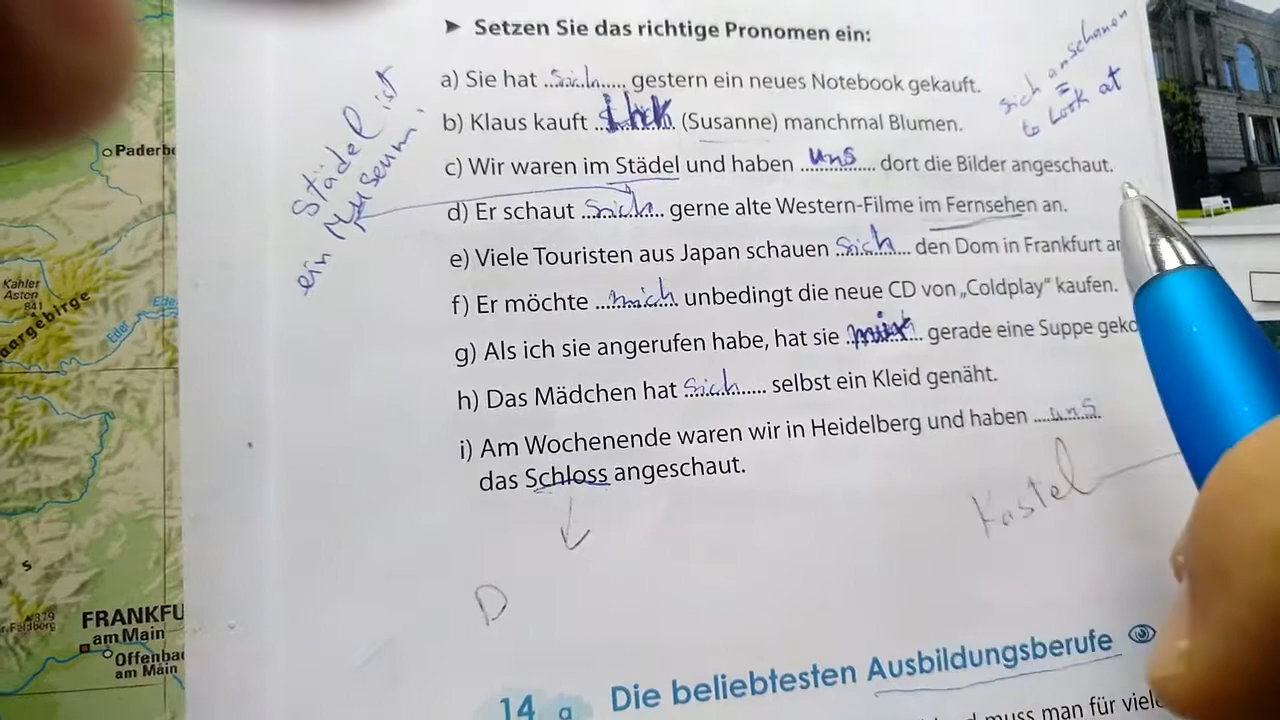 ➤ Setzen Sie das richtige Pronomen ein:
a) Sie hat ...sich..... gestern ein neues Notebook gekauft.
b) Klaus kauft ..ihr.. (Susanne) manchmal Blumen.
c) Wir waren im Städel und haben ..uns.... dort die Bilder angeschaut.
d) Er schaut ..sich.. gerne alte Western-Filme im Fernsehen an.
e) Viele Touristen aus Japan schauen .sich... den Dom in Frankfurt an
f) Er möchte ...mich. unbedingt die neue CD von „Coldplay" kaufen.
g) Als ich sie angerufen habe, hat sie gerade eine Suppe geko
h) Das Mädchen hat sich..... selbst ein Kleid genäht.
i) Am Wochenende waren wir in Heidelberg und haben ....uns.
das Schloss angeschaut.
sich anschauen
=
to look at
Städel ist
ein Museum.
Kastel
D
14 a Die beliebtesten Ausbildungsberufe
muss man für viele
Paderb
Kahler
Asten
841
aargebirge
Ede
Eder
S
879
FRANKFU
am Main
Offenba
am Main